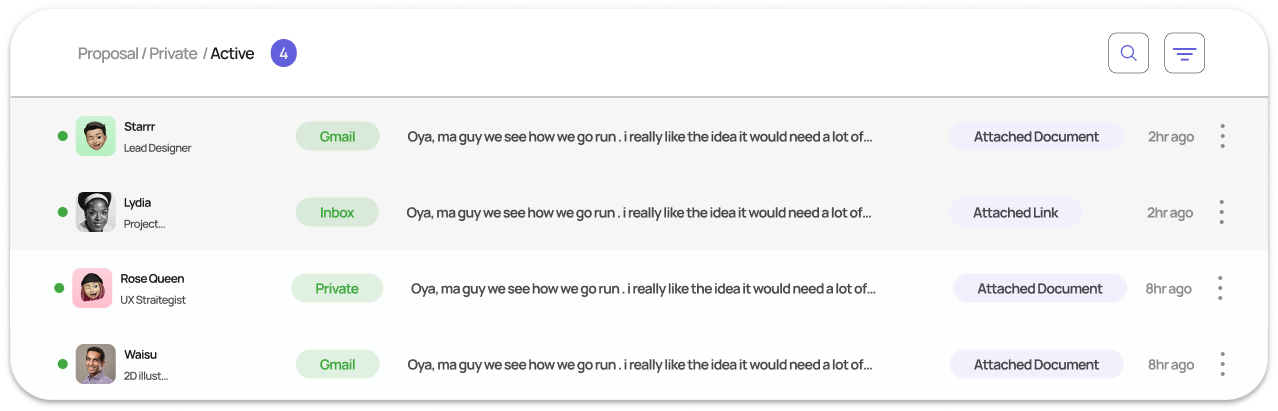 Proposal / Private / Active 4
Starrr
Lead Designer
Gmail
Oya, ma guy we see how we go run . i really like the idea it would need a lot of...
Attached Document
2hr ago
Lydia
Project...
Inbox
Oya, ma guy we see how we go run . i really like the idea it would need a lot of...
Attached Link
2hr ago
Rose Queen
UX Straitegist
Private
Oya, ma guy we see how we go run . i really like the idea it would need a lot of...
Attached Document
8hr ago
Waisu
2D illust...
Gmail
Oya, ma guy we see how we go run . i really like the idea it would need a lot of...
Attached Document
8hr ago